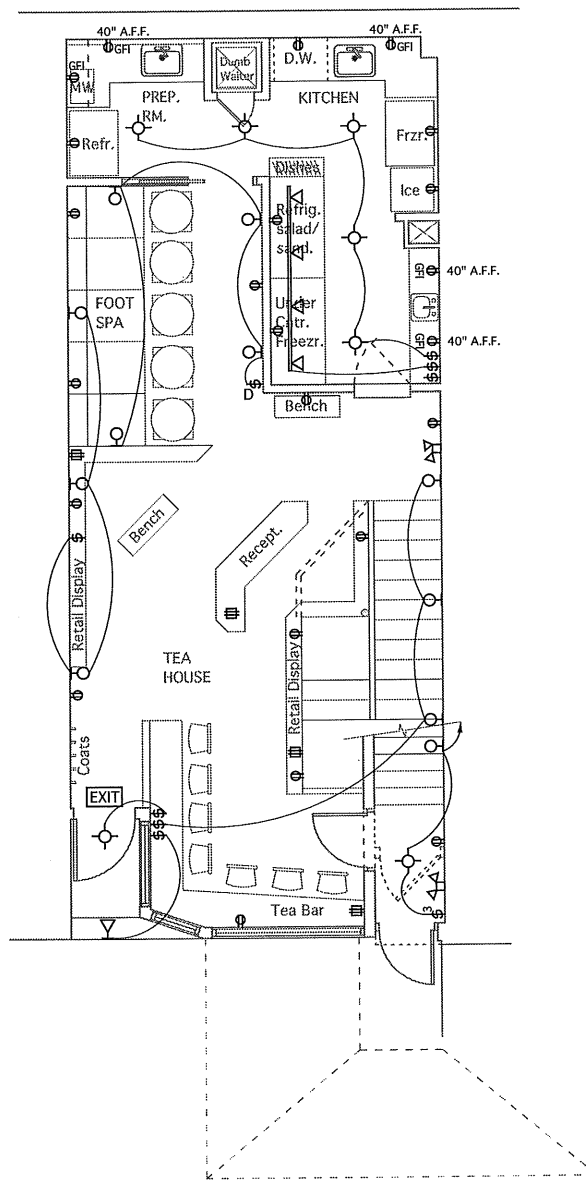 40" A.F.F.
40" A.F.F.
GFI
GFI
GFI
MW
Dumb
Waiter
D.W.
PREP.
RM.
KITCHEN
Refr.
Frzr.
Dishes
Ice
Refrig.
salad/
sand.
GFI
40" A.F.F.
FOOT
SPA
Under
Cntr.
Freezr.
GFI
40" A.F.F.
$
$
$
D
$
Bench
Bench
Recept.
$
Retail Display
Retail Display
TEA
HOUSE
Coats
EXIT
$
$
$
Tea Bar
3
$